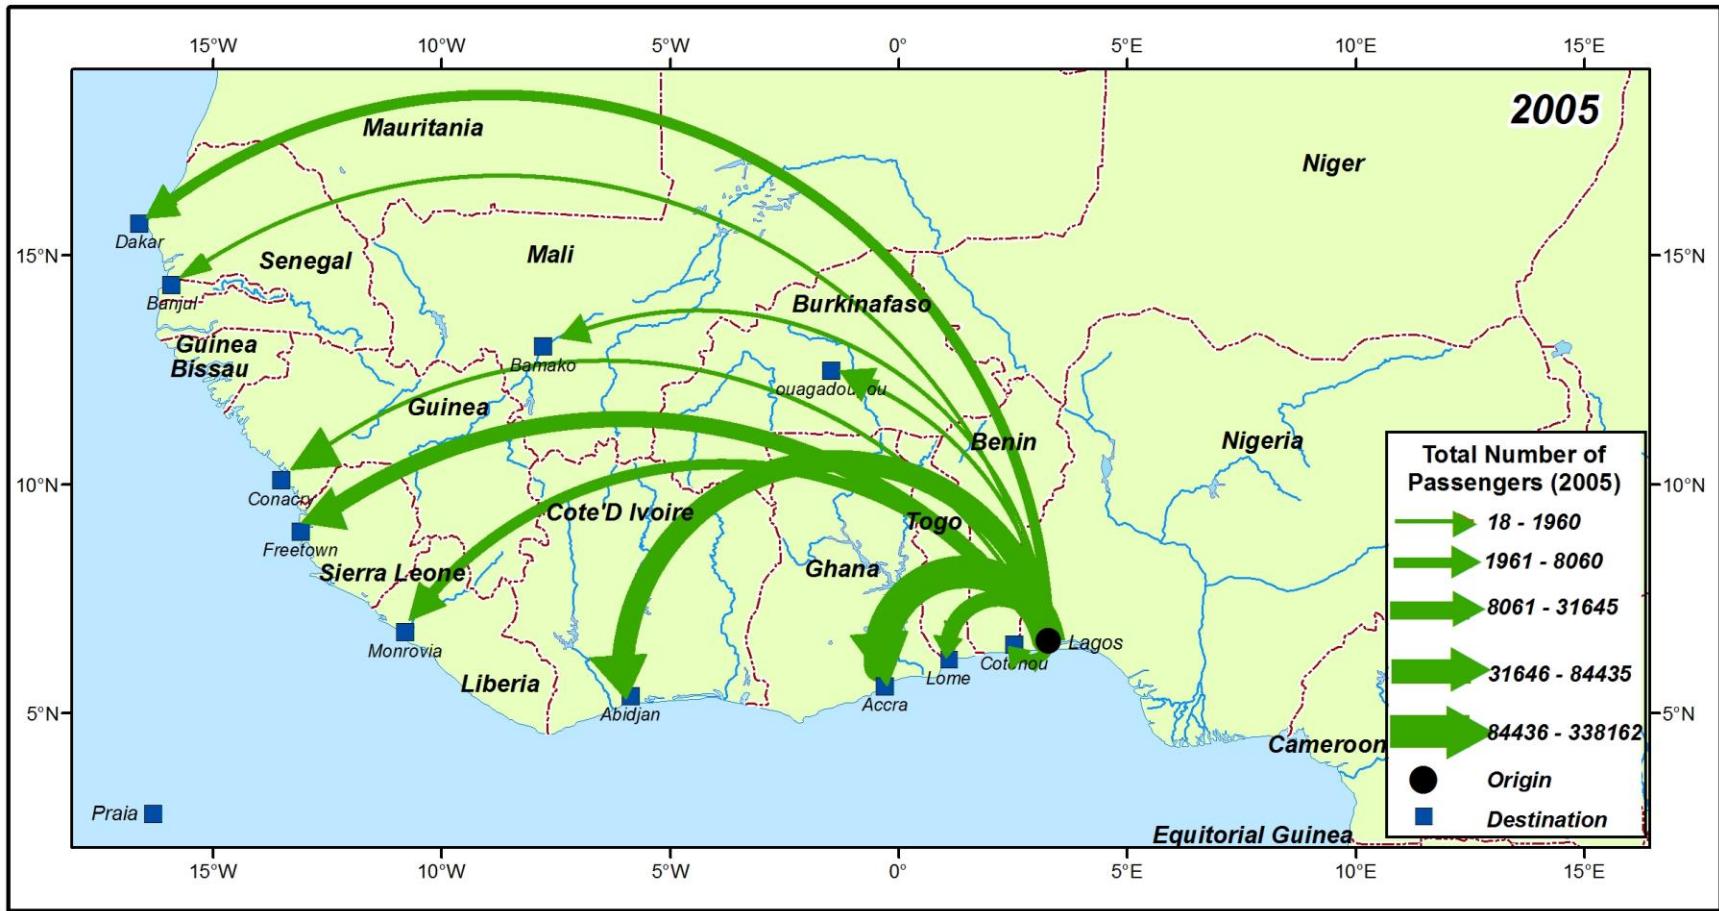 15°W 10°W 5°W 0° 5°E 10°E 15°E
2005
Mauritania
Niger
Dakar
15°N
Senegal
Mali
15°N
Banjul
Burkinafaso
Guinea
Bissau
Bamako
Guinea
Benin
Nigeria
10°N
Conacry
Cote'D Ivoire
Togo
10°N
Freetown
Sierra Leone
Ghana
Monrovia
Lagos
Cotonou
Liberia
Lome
Abidjan
Accra
5°N
5°N
Cameroon
Praia
Equitorial Guinea
Total Number of
Passengers (2005)
18 - 1960
1961 - 8060
8061 - 31645
31646 - 84435
84436 - 338162
Origin
Destination
15°W 10°W 5°W 0° 5°E 10°E 15°E